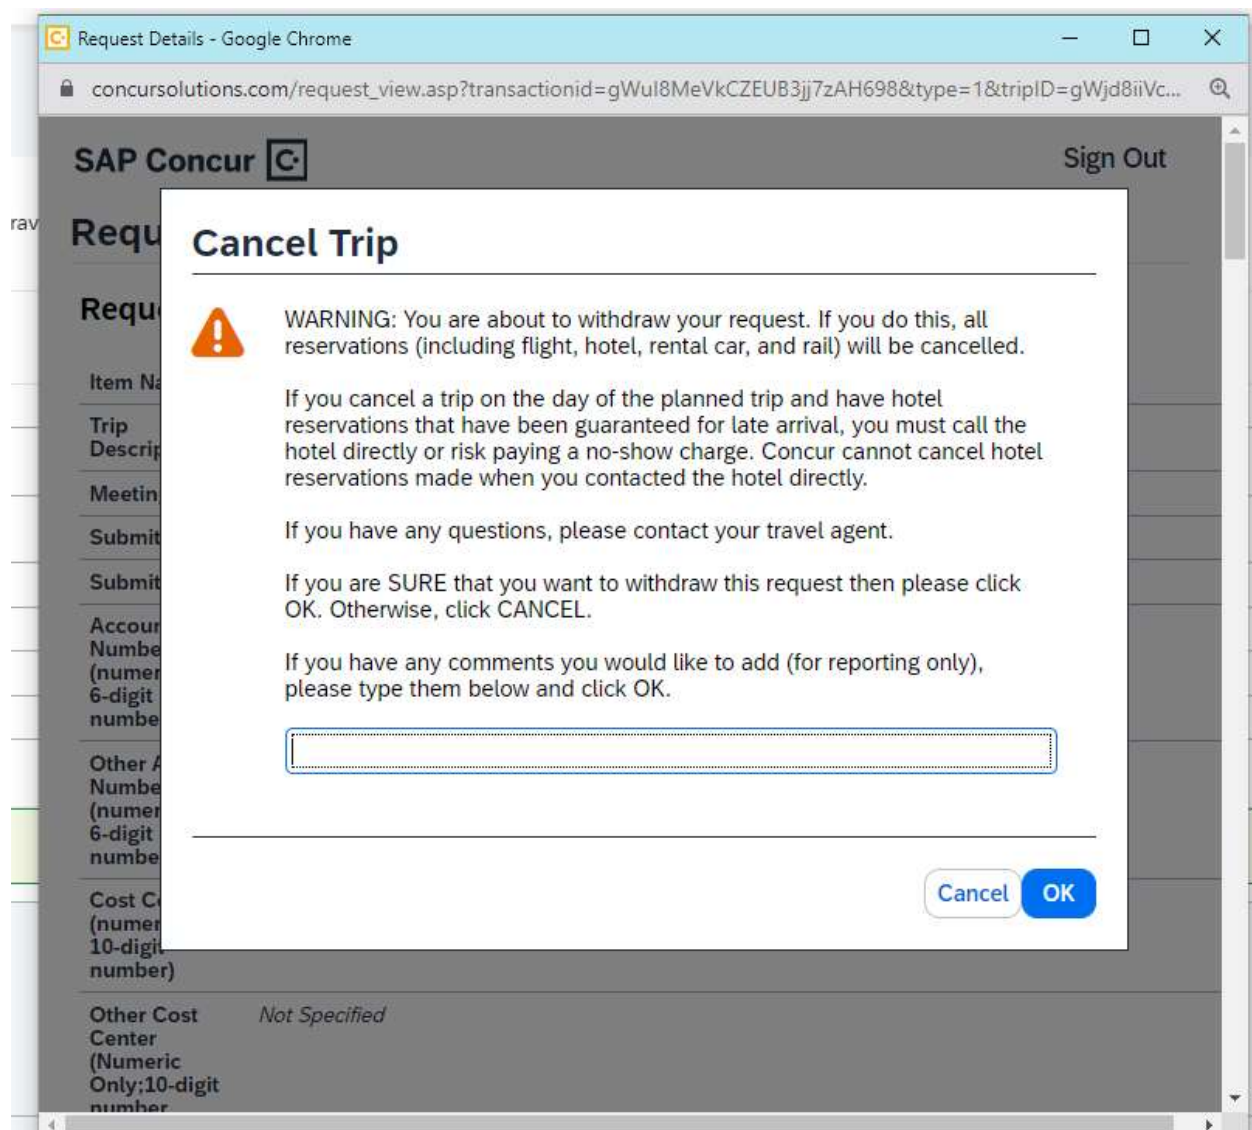 Request Details - Google Chrome
concursolutions.com/request_view.asp?transactionid=gWuI8MeVkCZEUB3jj7zAH698&type=1&tripID=gWjd8iiVc...
SAP Concur
Sign Out
rav
Requ
Cancel Trip
Reque
WARNING: You are about to withdraw your request. If you do this, all
reservations (including flight, hotel, rental car, and rail) will be cancelled.
Item Na
If you cancel a trip on the day of the planned trip and have hotel
reservations that have been guaranteed for late arrival, you must call the
hotel directly or risk paying a no-show charge. Concur cannot cancel hotel
reservations made when you contacted the hotel directly.
Trip
Descrip
Meetin
If you have any questions, please contact your travel agent.
Submit
Submit
If you are SURE that you want to withdraw this request then please click
OK. Otherwise, click CANCEL.
Accour
Numbe
(numer
6-digit
numbe
If you have any comments you would like to add (for reporting only),
please type them below and click OK.
Other A
Numbe
(numer
6-digit
numbe
Cancel
OK
Cost Ce
(numer
10-digit
number)
Other Cost
Center
(Numeric
Only;10-digit
number
Not Specified